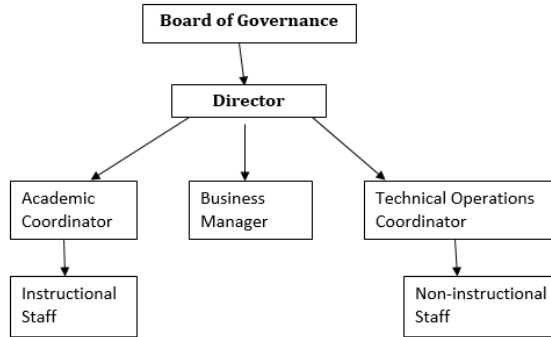 Board of Governance
Director
Academic
Coordinator
Business
Manager
Technical Operations
Coordinator
Instructional
Staff
Non-instructional
Staff